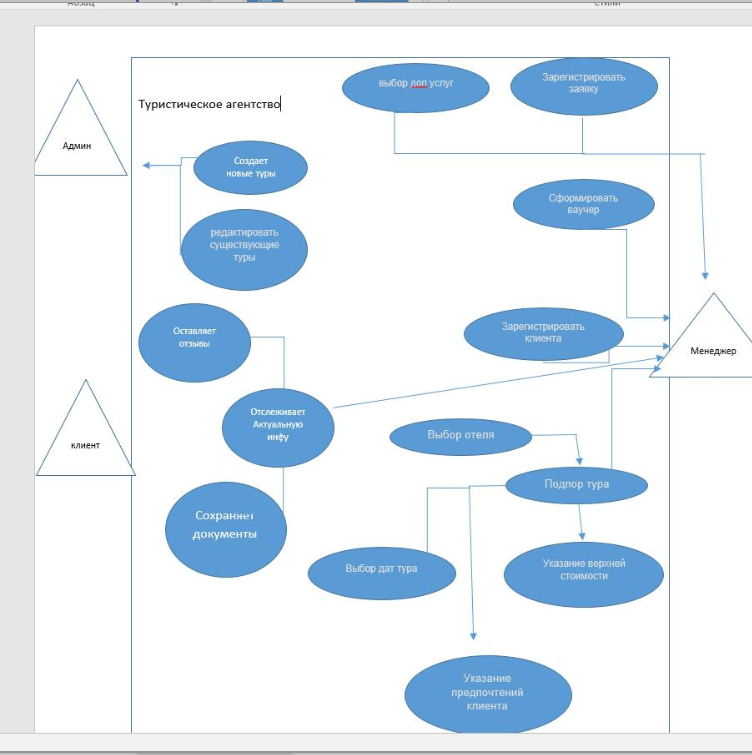 Абзац
Стили
выбор доп услуг
Зарегистрировать
заявку
Туристическое агентство
Админ
Создает
новые туры
Сформировать
ваучер
редактировать
существующие
туры
Оставляет
отзывы
Зарегистрировать
клиента
Менеджер
Отслеживает
Актуальную
инфу
Выбор отеля
клиент
Подпор тура
Сохраняет
документы
Выбор дат тура
Указание верхней
стоимости
Указание
предпочтений
клиента